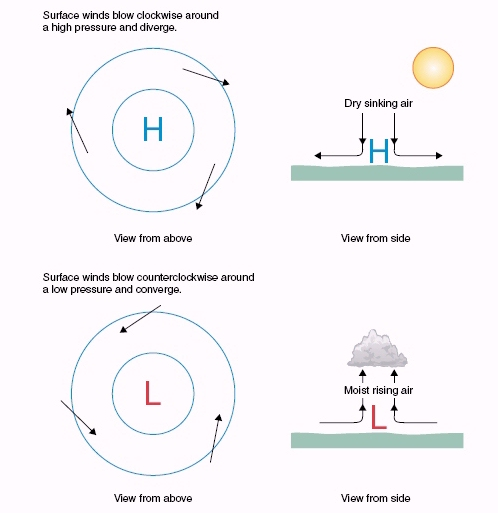 Surface winds blow clockwise around
a high pressure and diverge.
Dry sinking air
H
H
View from above
View from side
Surface winds blow counterclockwise around
a low pressure and converge.
Moist rising air
L
L
View from above
View from side